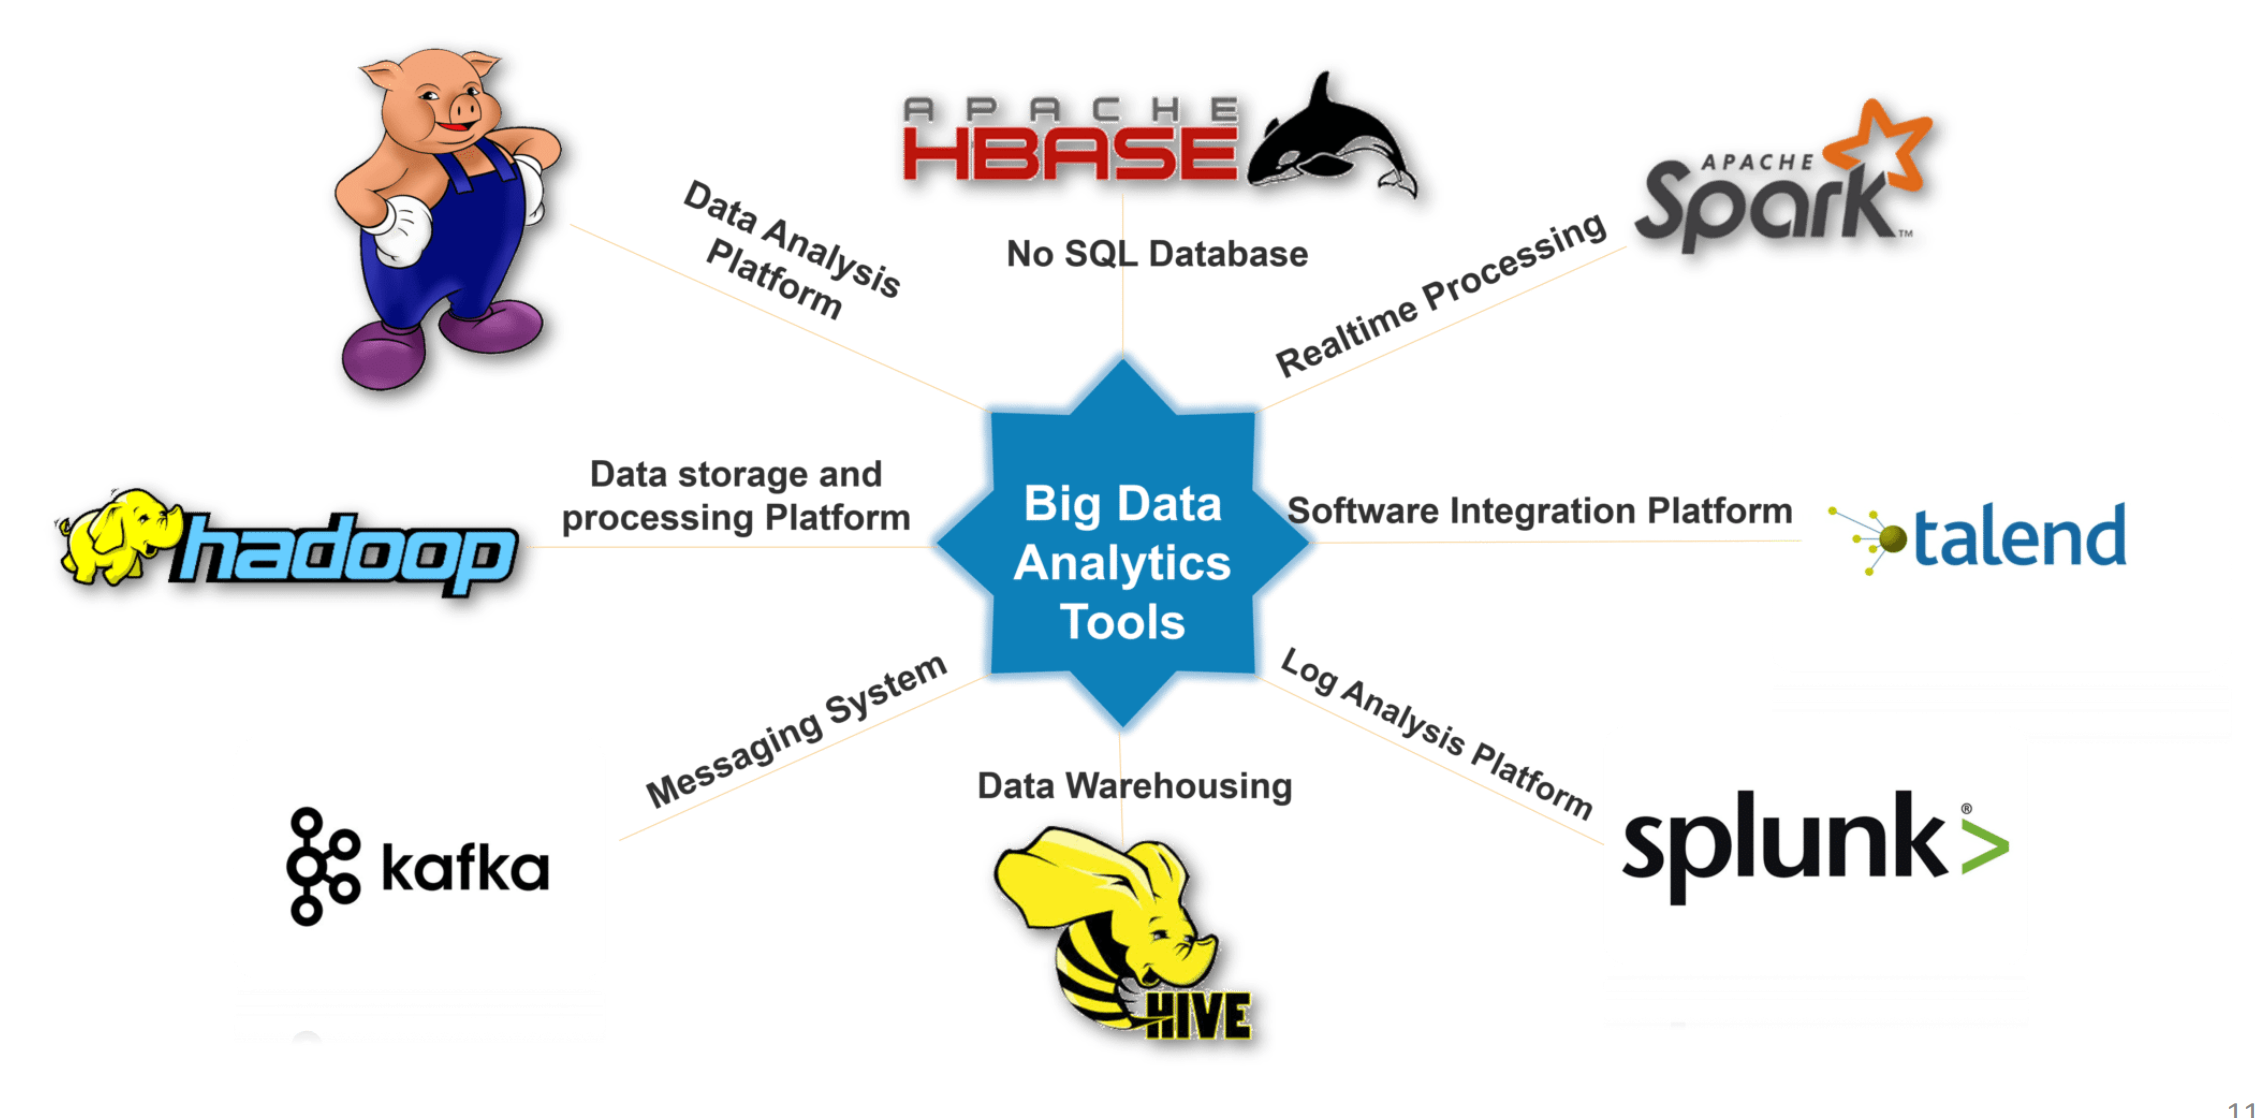 APACHE
HBASE
APACHE
Spark™
Data Analysis
Platform
No SQL Database
Realtime Processing
Data storage and
processing Platform
hadoop
Big Data
Analytics
Tools
Software Integration Platform
talend
Messaging System
Log Analysis Platform
Data Warehousing
kafka
splunk>®
HIVE
11